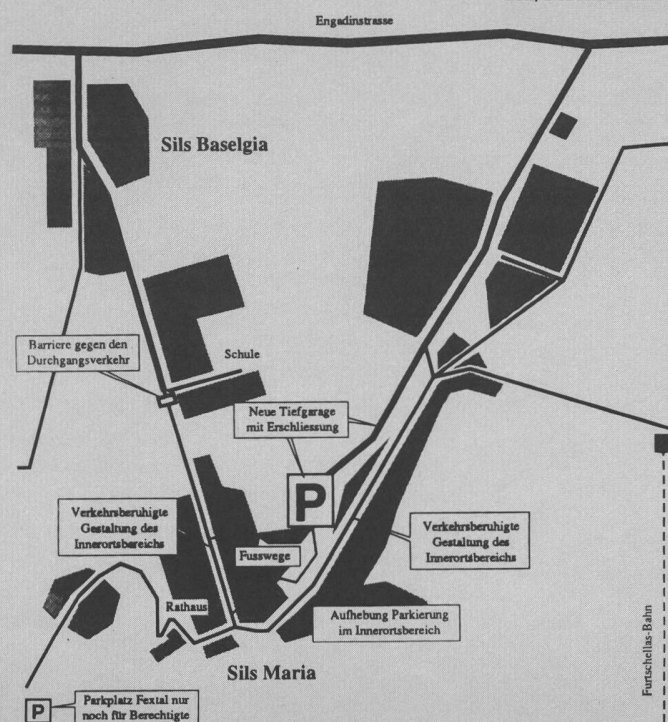 Engadinstrasse
Sils Baselgia
Barriere gegen den
Durchgangsverkehr
Schule
Neue Tiefgarage
mit Erschliessung
P
Verkehrsberuhigte
Gestaltung des
Innerortsbereichs
Fusswege
Verkehrsberuhigte
Gestaltung des
Innerortsbereichs
Rathaus
Aufhebung Parkierung
im Innerortsbereich
Furtschellas-Bahn
Sils Maria
P
Parkplatz Fextal nur
noch für Berechtigte